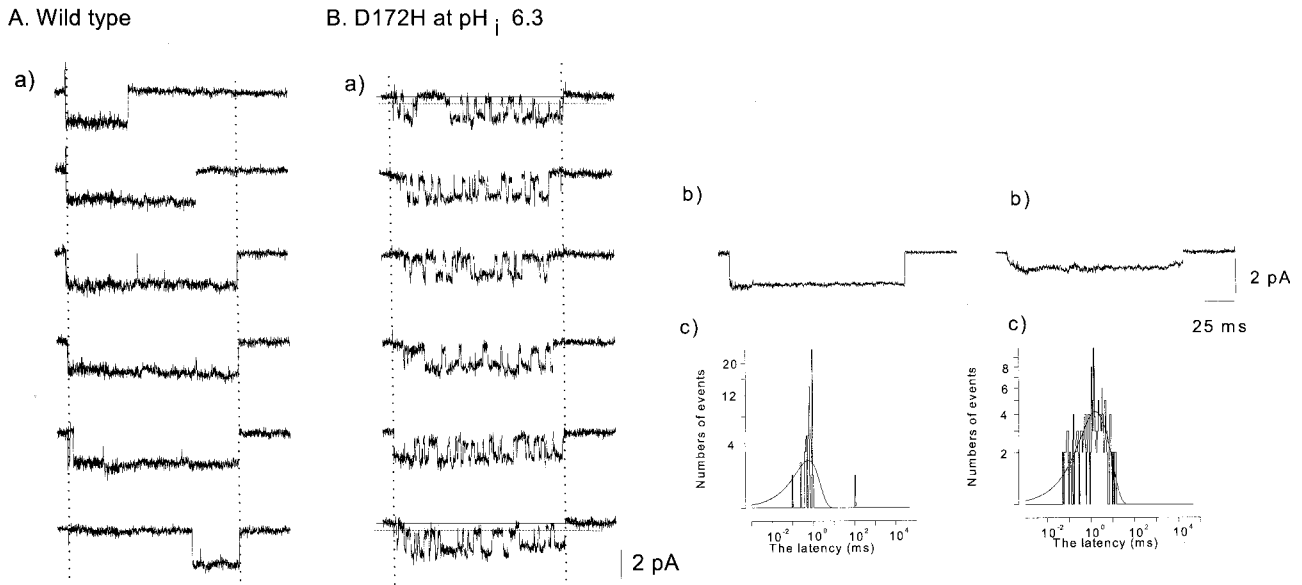 A. Wild type
B. D172H at pH i 6.3
a)
a)
2 pA
b)
b)
2 pA
25 ms
c)
c)
Numbers of events
20
12
4
10⁻² 10⁰ 10² 10⁴
The latency (ms)
Numbers of events
8
6
4
2
10⁻² 10⁰ 10² 10⁴
The latency (ms)